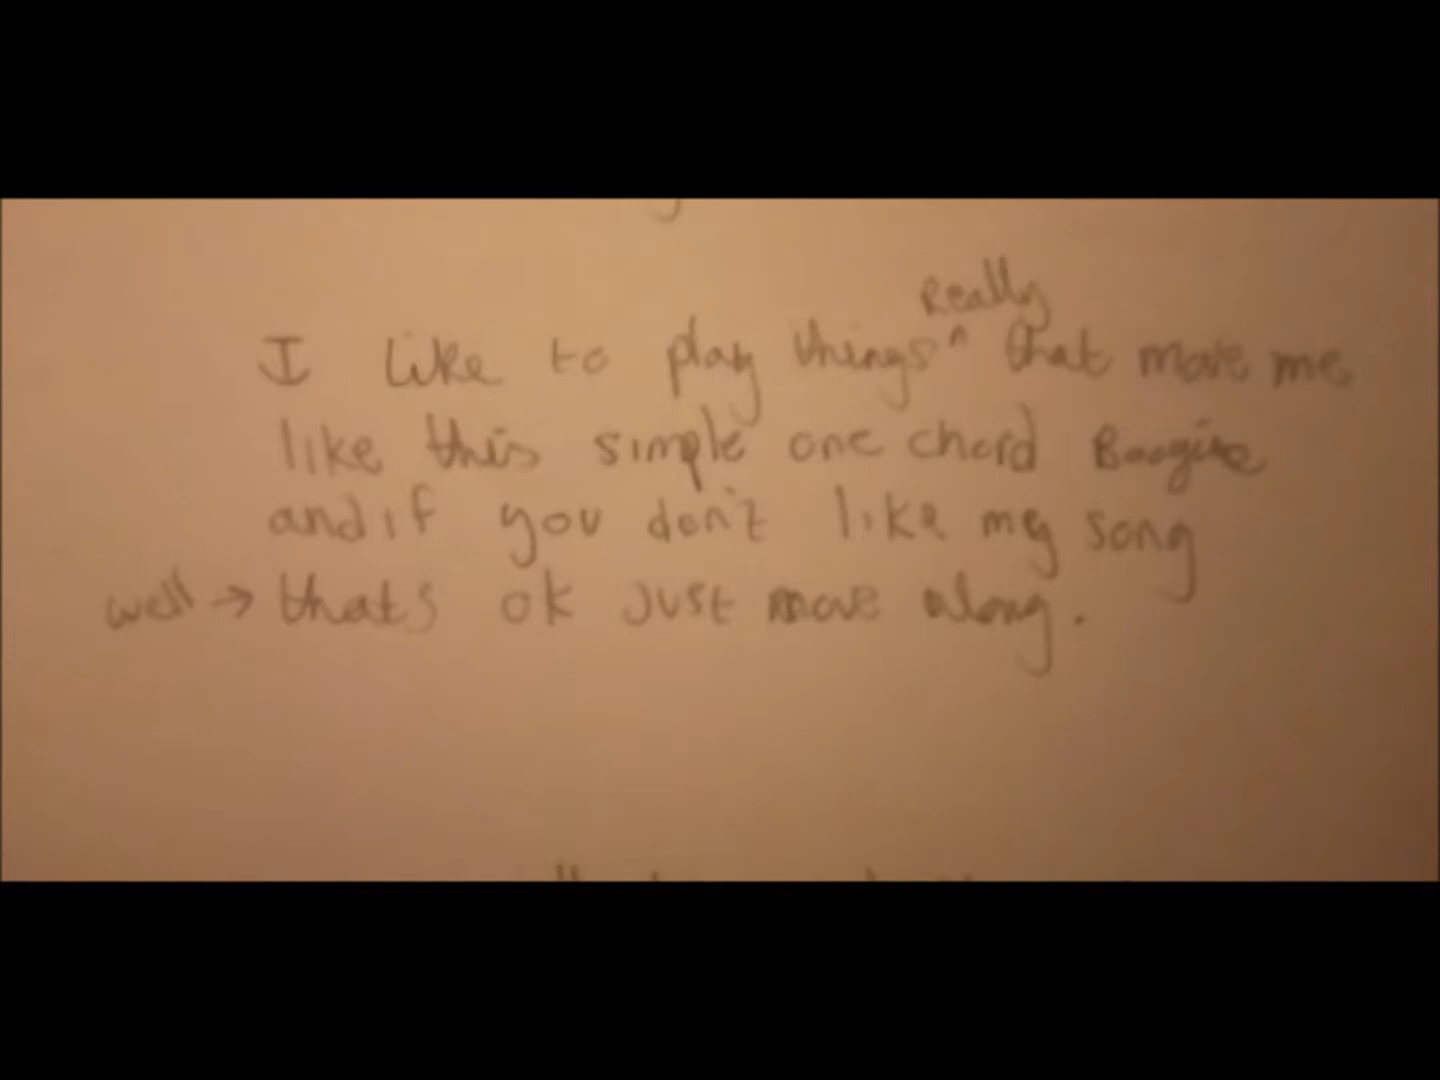 Really
I like to play things ^ that move me
like this simple one chord Boogie
and if you don't like my song
well → thats ok just move along.